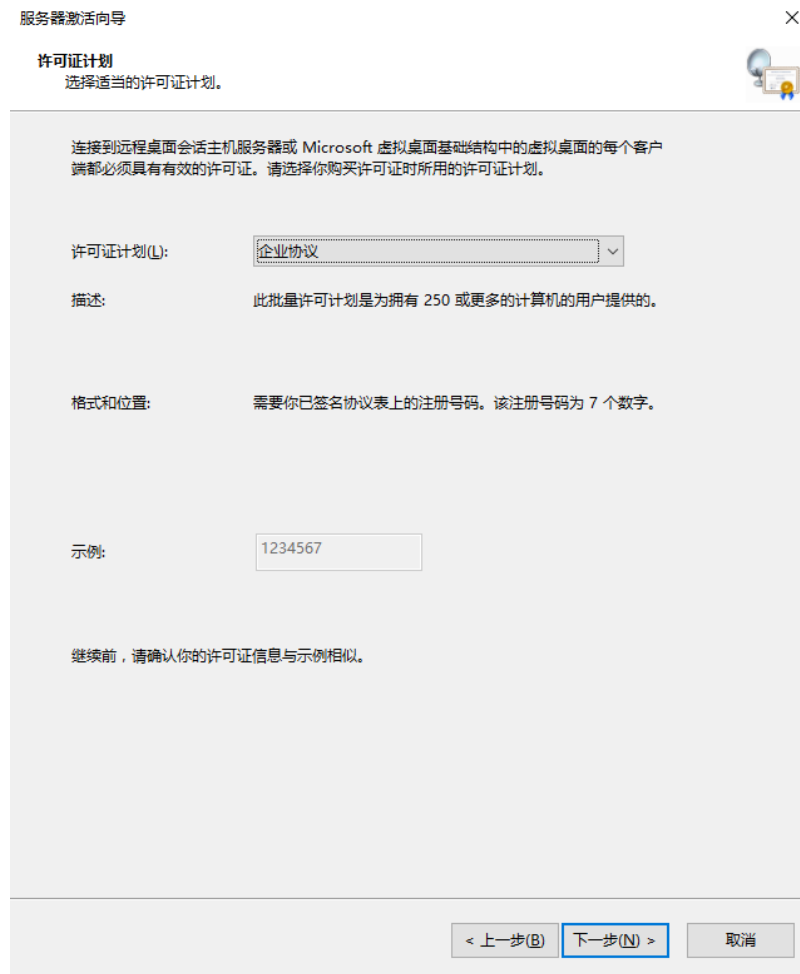 服务器激活向导
许可证计划
选择适当的许可证计划。
连接到远程桌面会话主机服务器或 Microsoft 虚拟桌面基础结构中的虚拟桌面的每个客户
端都必须具有有效的许可证。请选择你购买许可证时所用的许可证计划。
许可证计划(L): 企业协议
描述: 此批量许可计划是为拥有 250 或更多的计算机的用户提供的。
格式和位置: 需要你已签名协议表上的注册号码。该注册号码为 7 个数字。
示例: 1234567
继续前，请确认你的许可证信息与示例相似。
< 上一步(B) 下一步(N) > 取消